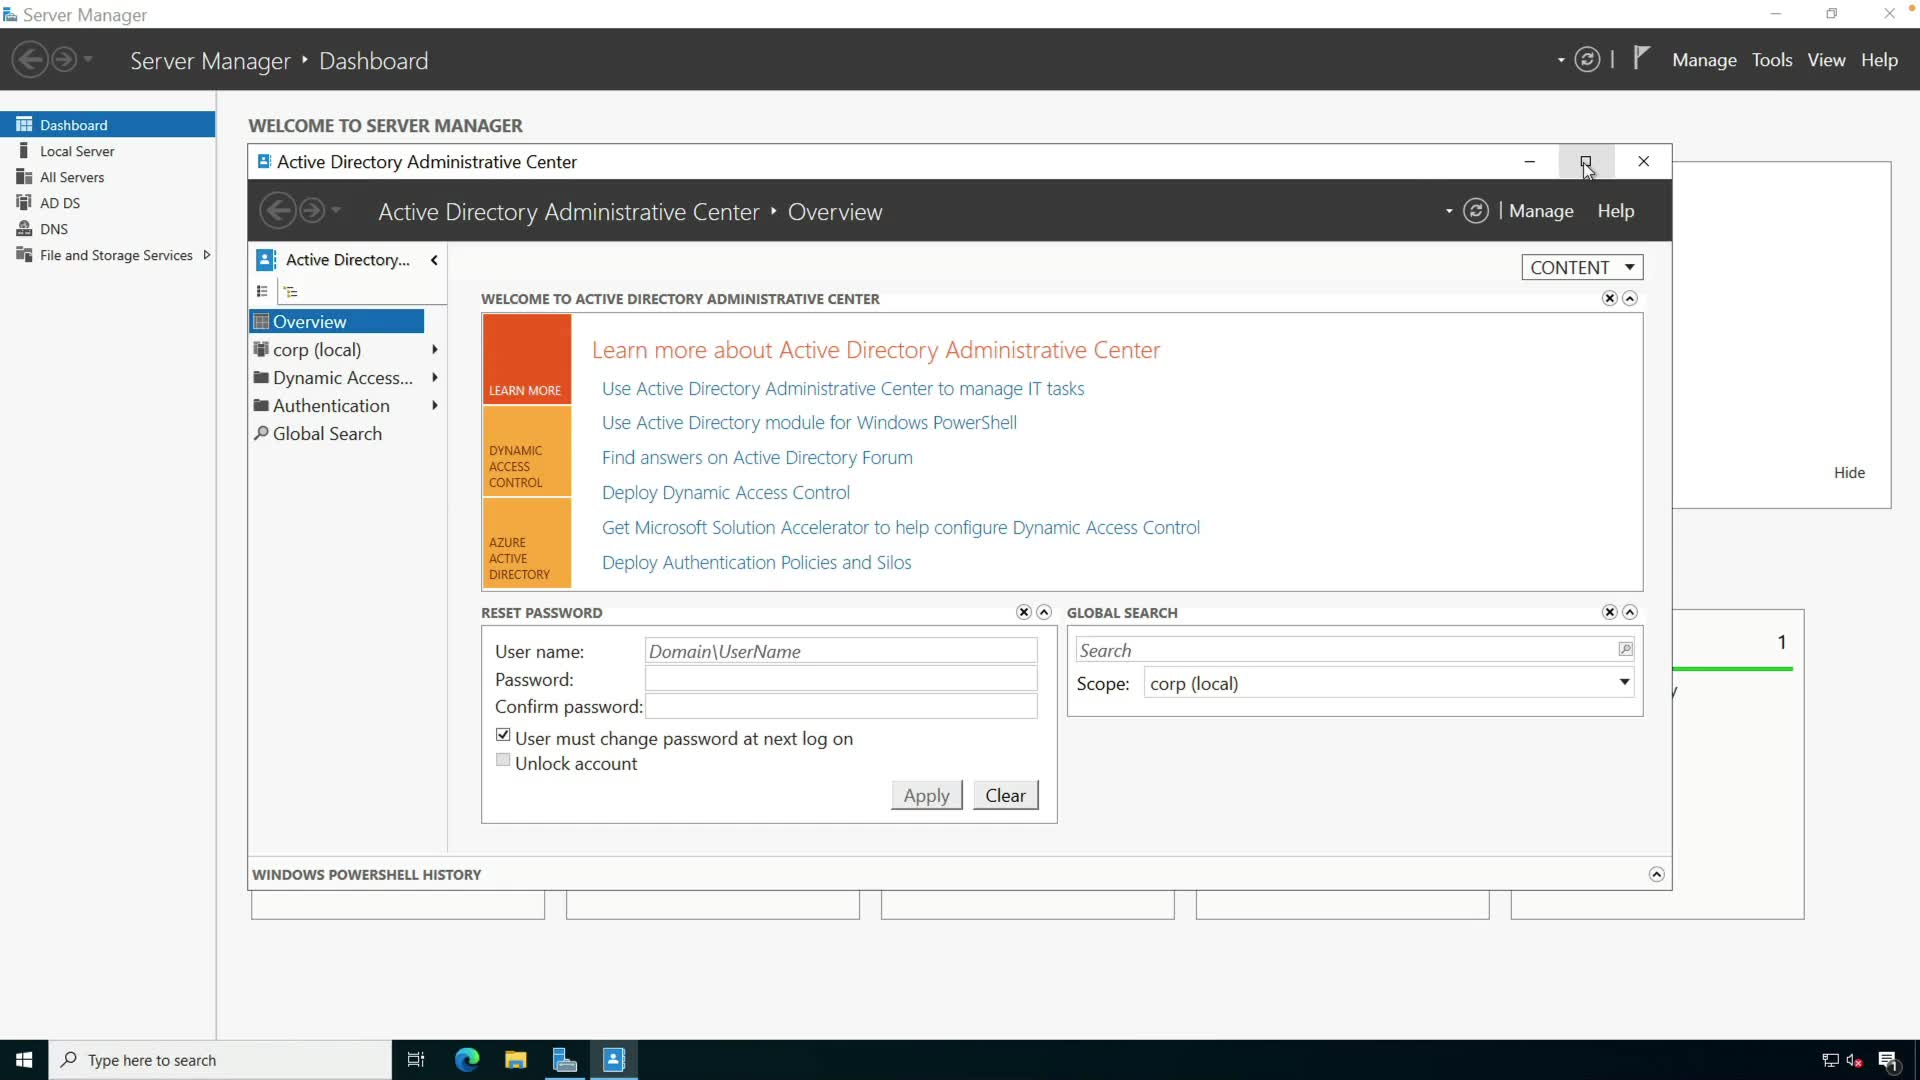 Server Manager
Server Manager ‣ Dashboard
Manage Tools View Help
Dashboard
Local Server
All Servers
AD DS
DNS
File and Storage Services
WELCOME TO SERVER MANAGER
Active Directory Administrative Center
Active Directory Administrative Center ‣ Overview
Manage Help
Active Directory...
Overview
corp (local)
Dynamic Access...
Authentication
Global Search
CONTENT
WELCOME TO ACTIVE DIRECTORY ADMINISTRATIVE CENTER
LEARN MORE
DYNAMIC
ACCESS
CONTROL
AZURE
ACTIVE
DIRECTORY
Learn more about Active Directory Administrative Center
Use Active Directory Administrative Center to manage IT tasks
Use Active Directory module for Windows PowerShell
Find answers on Active Directory Forum
Deploy Dynamic Access Control
Get Microsoft Solution Accelerator to help configure Dynamic Access Control
Deploy Authentication Policies and Silos
Hide
RESET PASSWORD
User name: Domain\UserName
Password:
Confirm password:
User must change password at next log on
Unlock account
Apply Clear
GLOBAL SEARCH
Search
Scope: corp (local)
1
WINDOWS POWERSHELL HISTORY
Type here to search
1